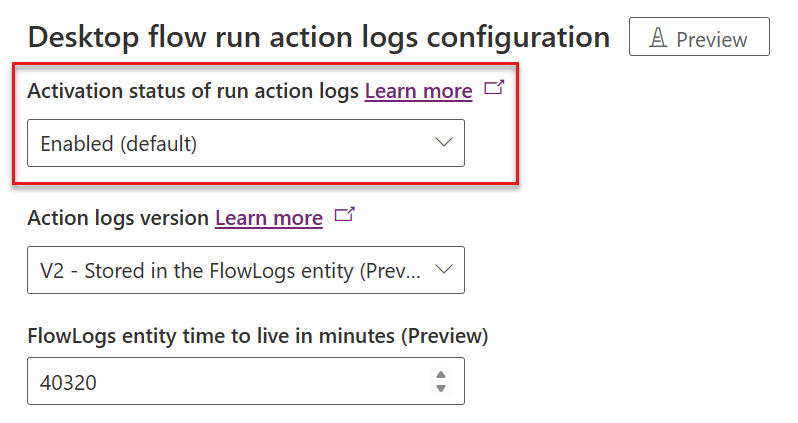 Desktop flow run action logs configuration Preview
Activation status of run action logs Learn more
Enabled (default)
Action logs version Learn more
V2 - Stored in the FlowLogs entity (Prev...
FlowLogs entity time to live in minutes (Preview)
40320